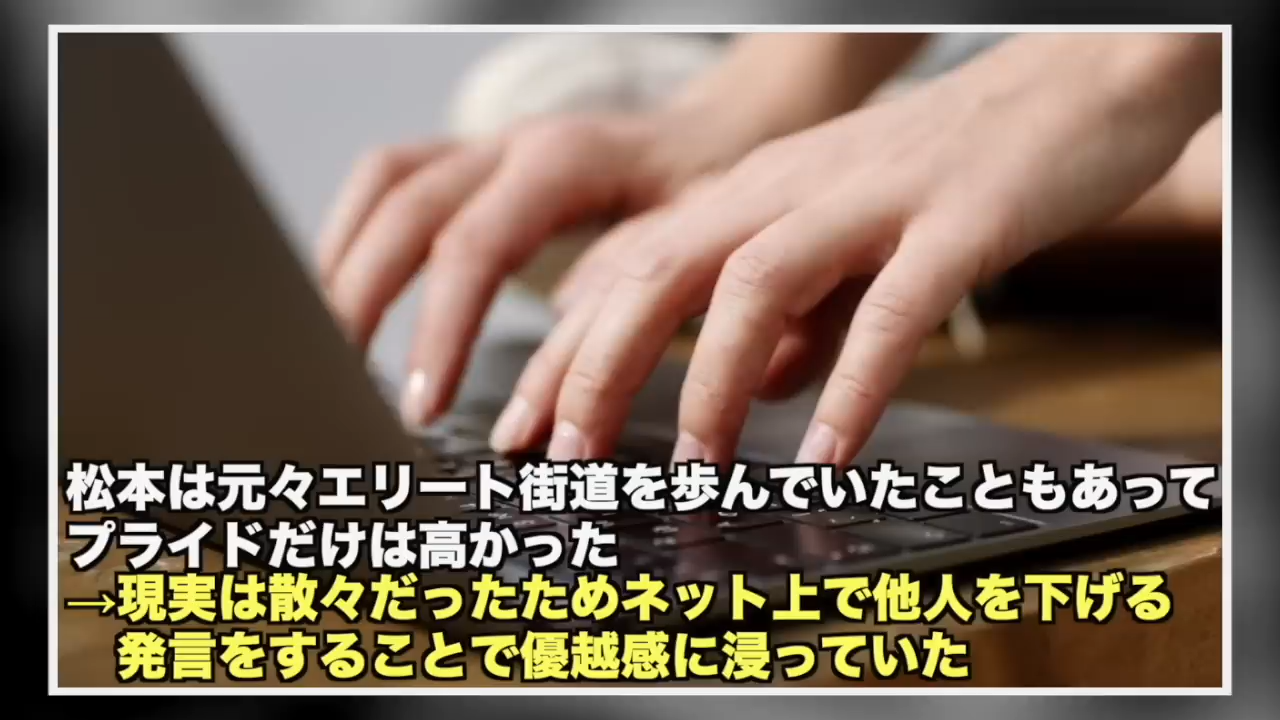 松本は元々エリート街道を歩んでいたこともあって
プライドだけは高かった
→現実は散々だったためネット上で他人を下げる
発言をすることで優越感に浸っていた